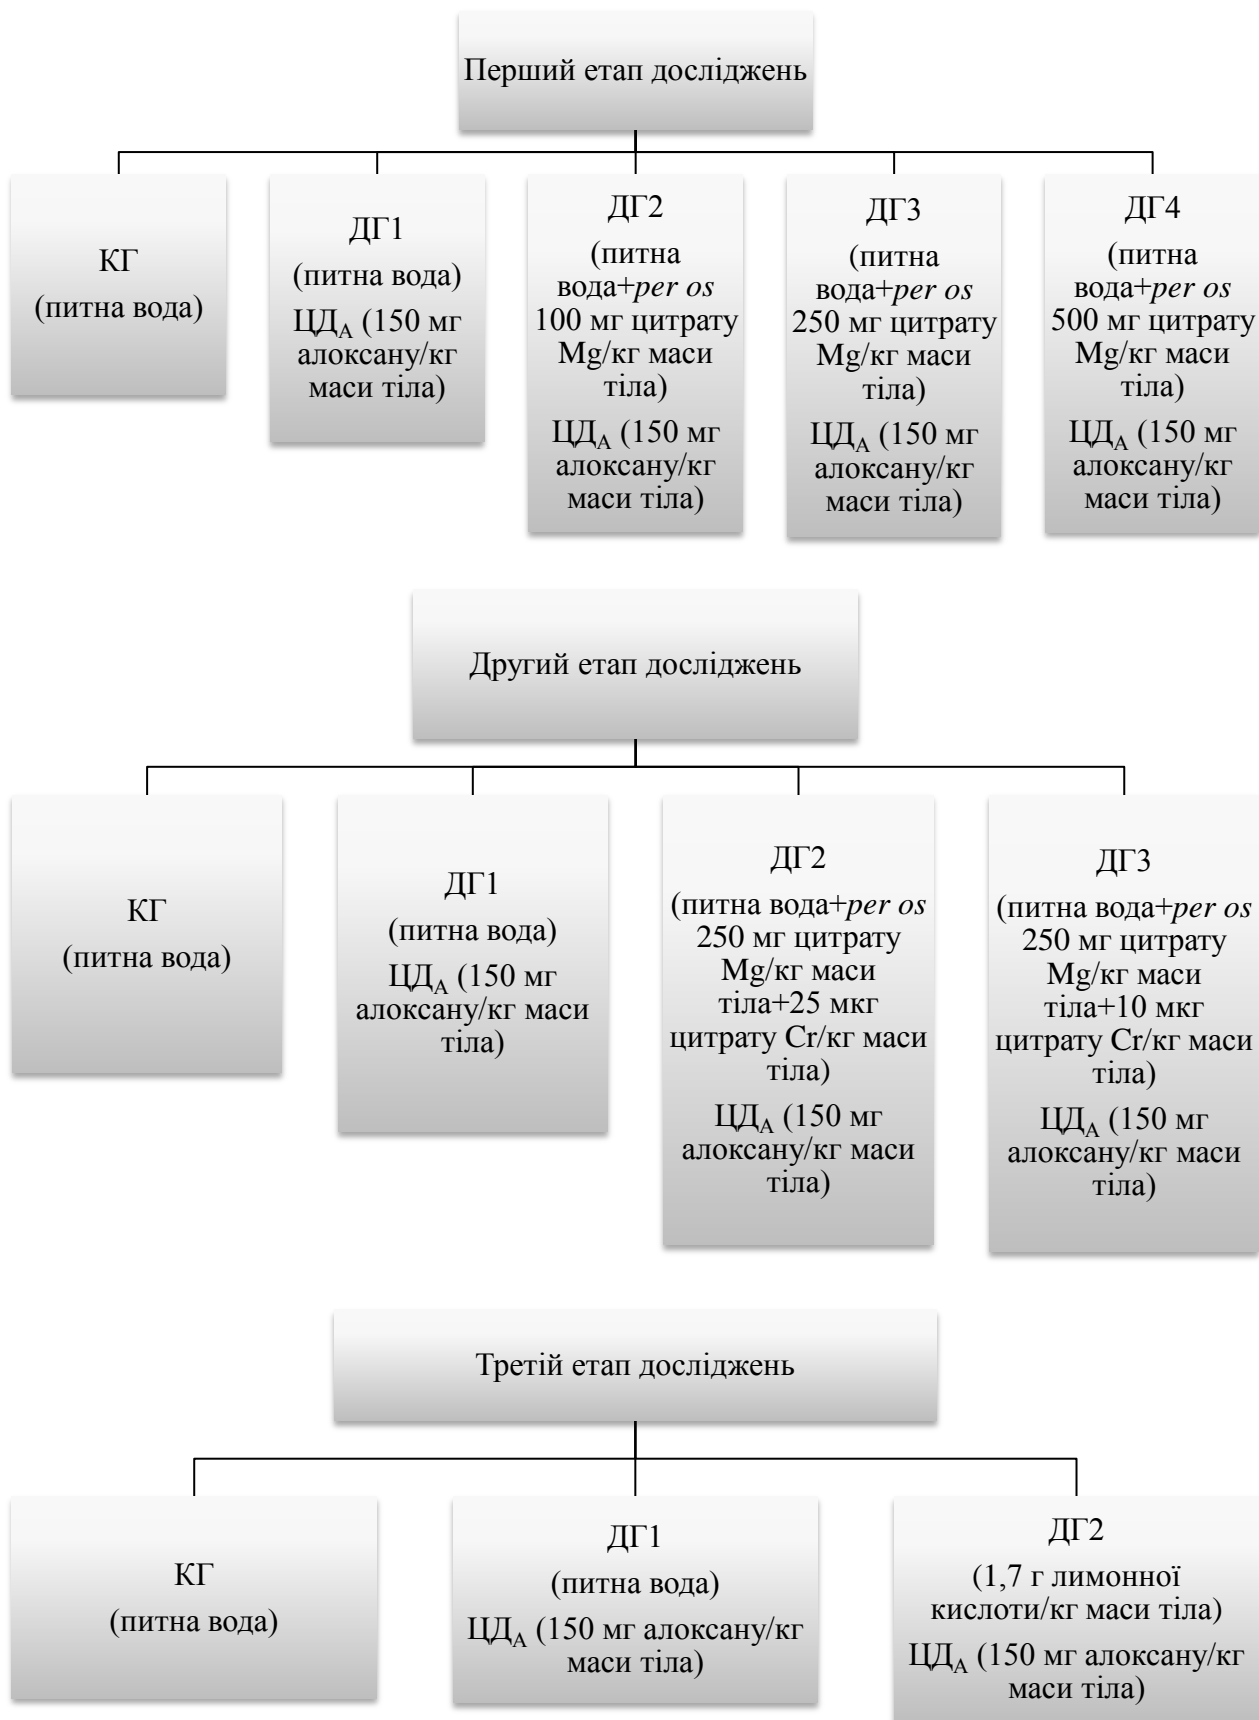 Перший етап досліджень
КГ
(питна вода)
ДГ1
(питна вода)
ЦДА (150 мг
алоксану/кг
маси тіла)
ДГ2
(питна
вода+per os
100 мг цитрату
Mg/кг маси
тіла)
ЦДА (150 мг
алоксану/кг
маси тіла)
ДГ3
(питна
вода+per os
250 мг цитрату
Mg/кг маси
тіла)
ЦДА (150 мг
алоксану/кг
маси тіла)
ДГ4
(питна
вода+per os
500 мг цитрату
Mg/кг маси
тіла)
ЦДА (150 мг
алоксану/кг
маси тіла)
Другий етап досліджень
КГ
(питна вода)
ДГ1
(питна вода)
ЦДА (150 мг
алоксану/кг маси
тіла)
ДГ2
(питна вода+per os
250 мг цитрату
Mg/кг маси
тіла+25 мкг
цитрату Cr/кг маси
тіла)
ЦДА (150 мг
алоксану/кг маси
тіла)
ДГ3
(питна вода+per os
250 мг цитрату
Mg/кг маси
тіла+10 мкг
цитрату Cr/кг маси
тіла)
ЦДА (150 мг
алоксану/кг маси
тіла)
Третій етап досліджень
КГ
(питна вода)
ДГ1
(питна вода)
ЦДА (150 мг алоксану/кг
маси тіла)
ДГ2
(1,7 г лимонної
кислоти/кг маси тіла)
ЦДА (150 мг алоксану/кг
маси тіла)